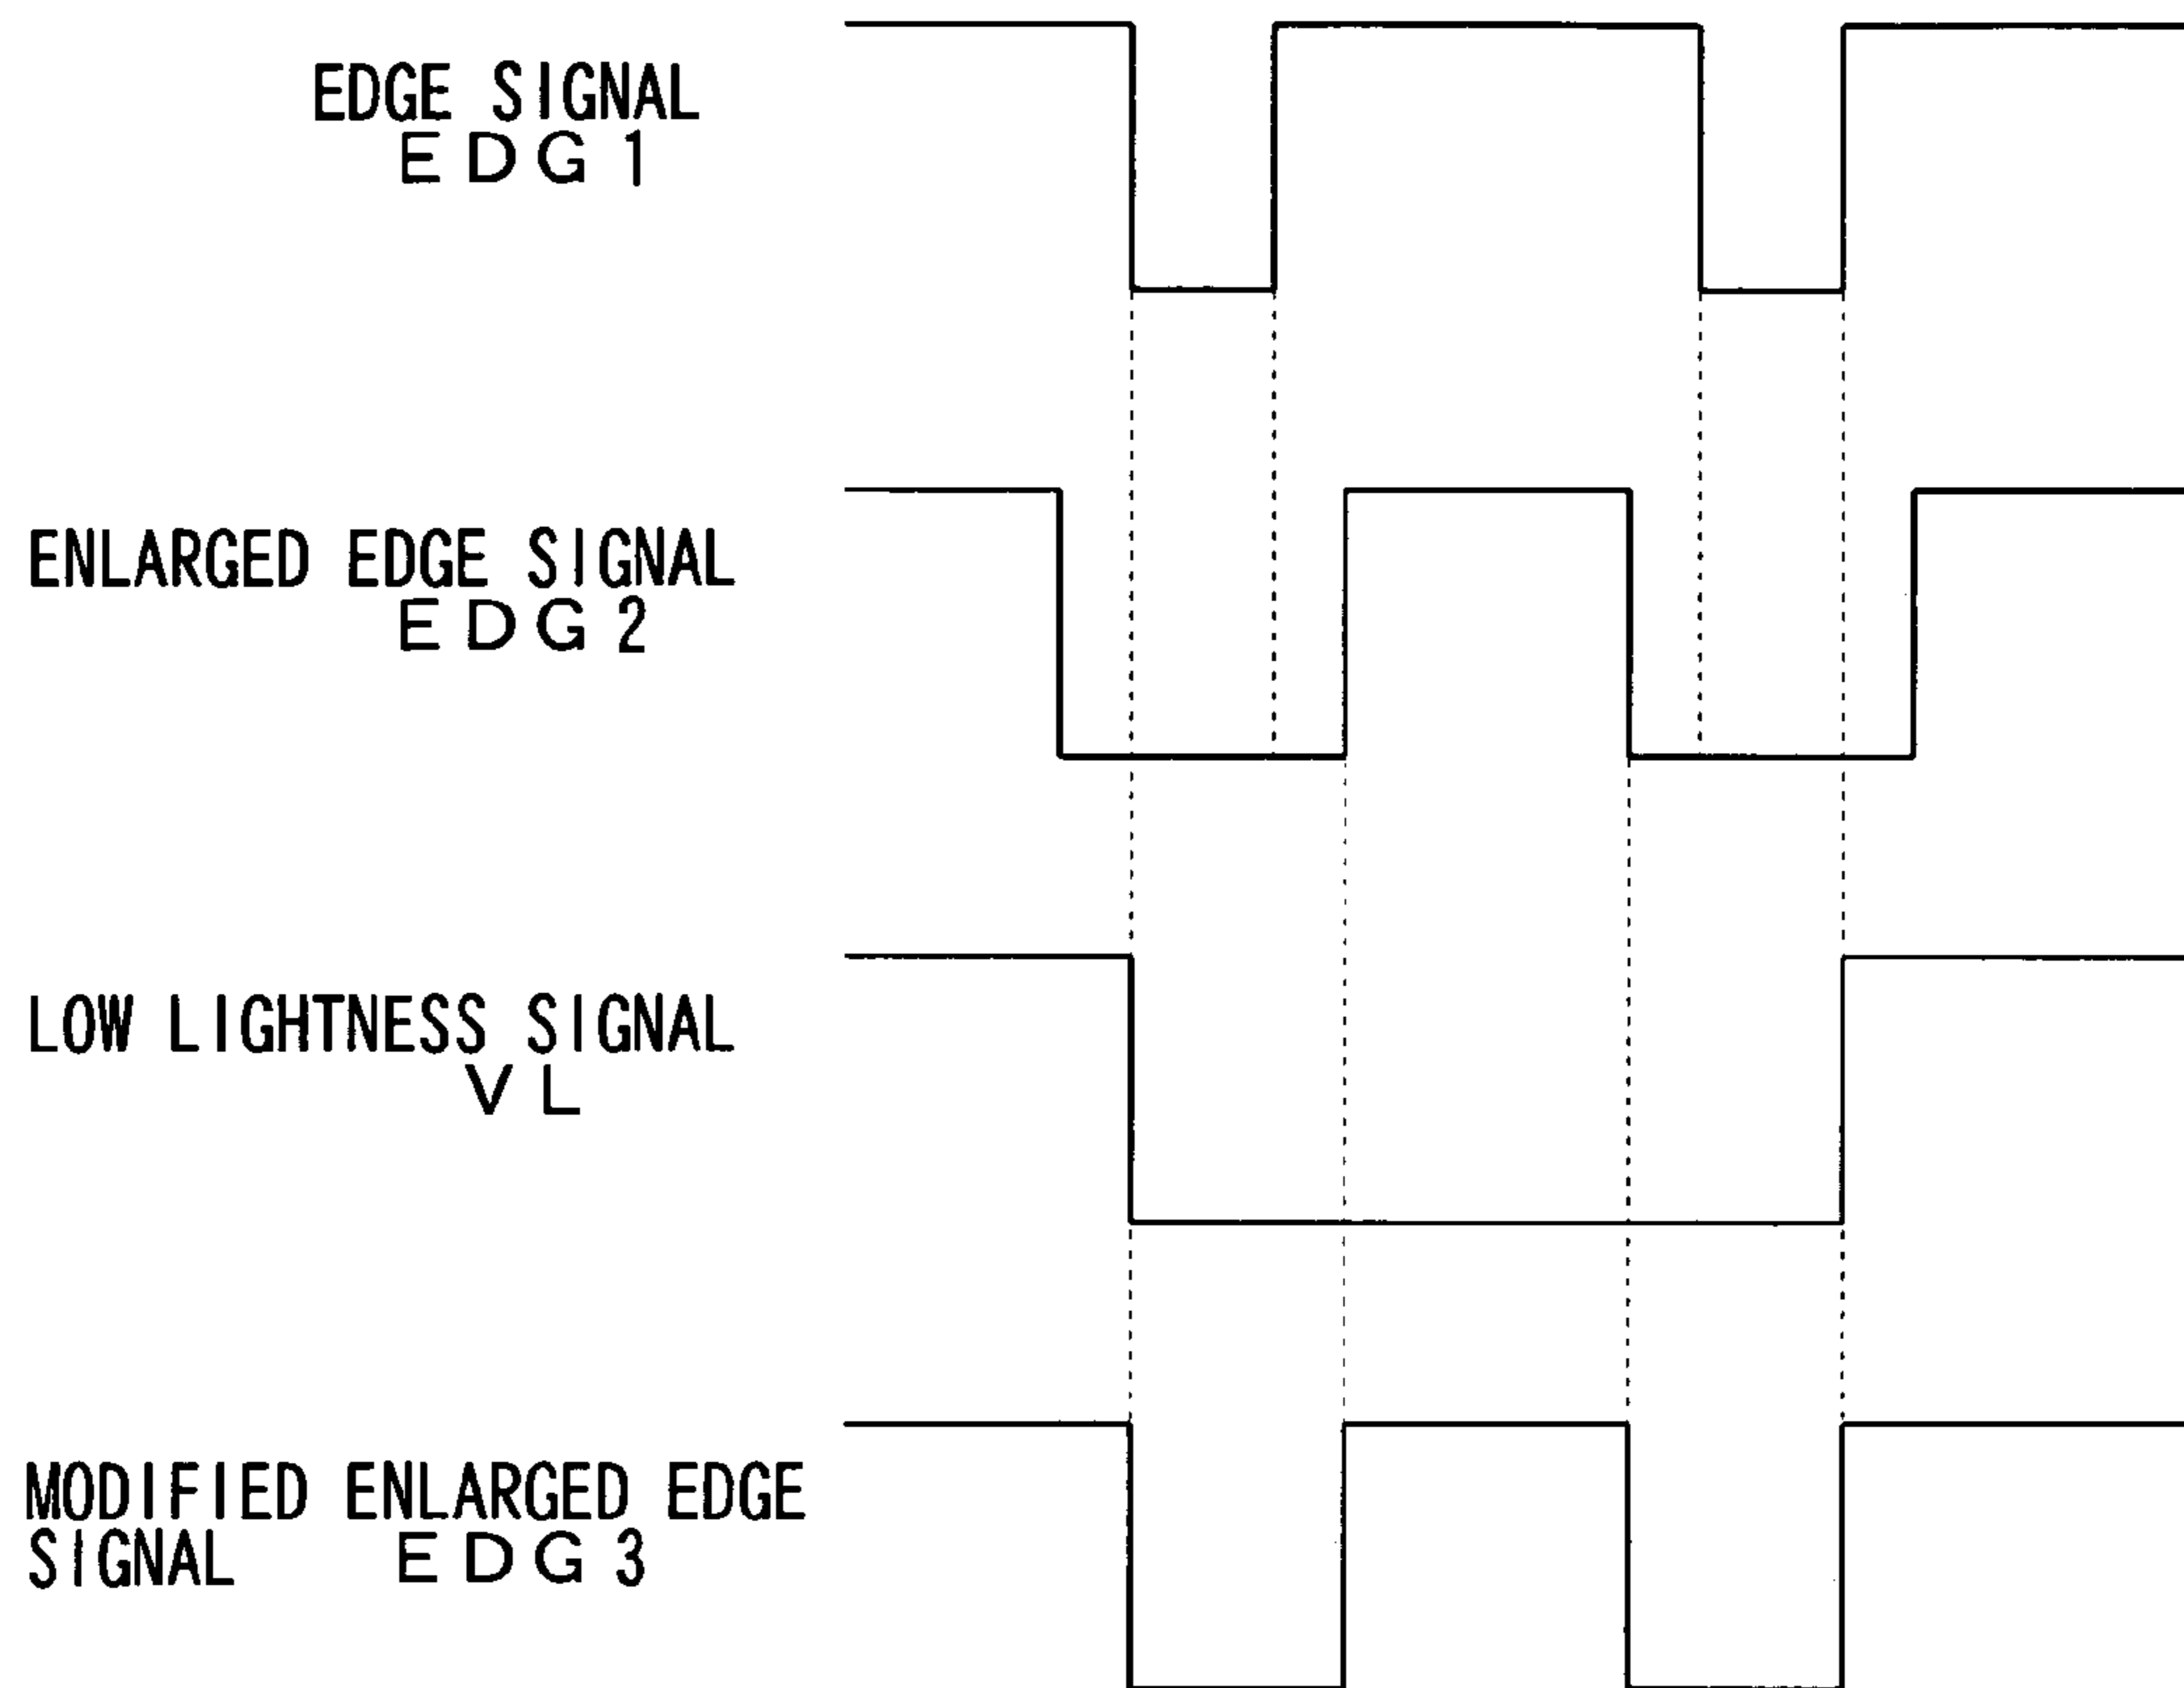 EDGE SIGNAL
EDG1
ENLARGED EDGE SIGNAL
EDG2
LOW LIGHTNESS SIGNAL
VL
MODIFIED ENLARGED EDGE
SIGNAL EDG3